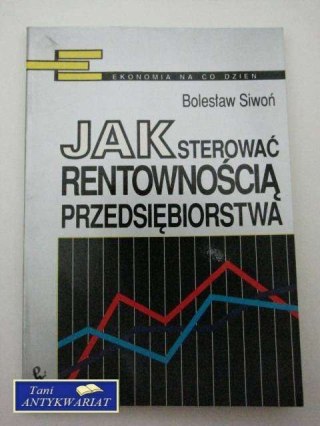 EKONOMIA NA CO DZIEŃ
Bolesław Siwoń
JAK STEROWAĆ
RENTOWNOŚCIĄ
PRZEDSIĘBIORSTWA
Tani
ANTYKWARIAT